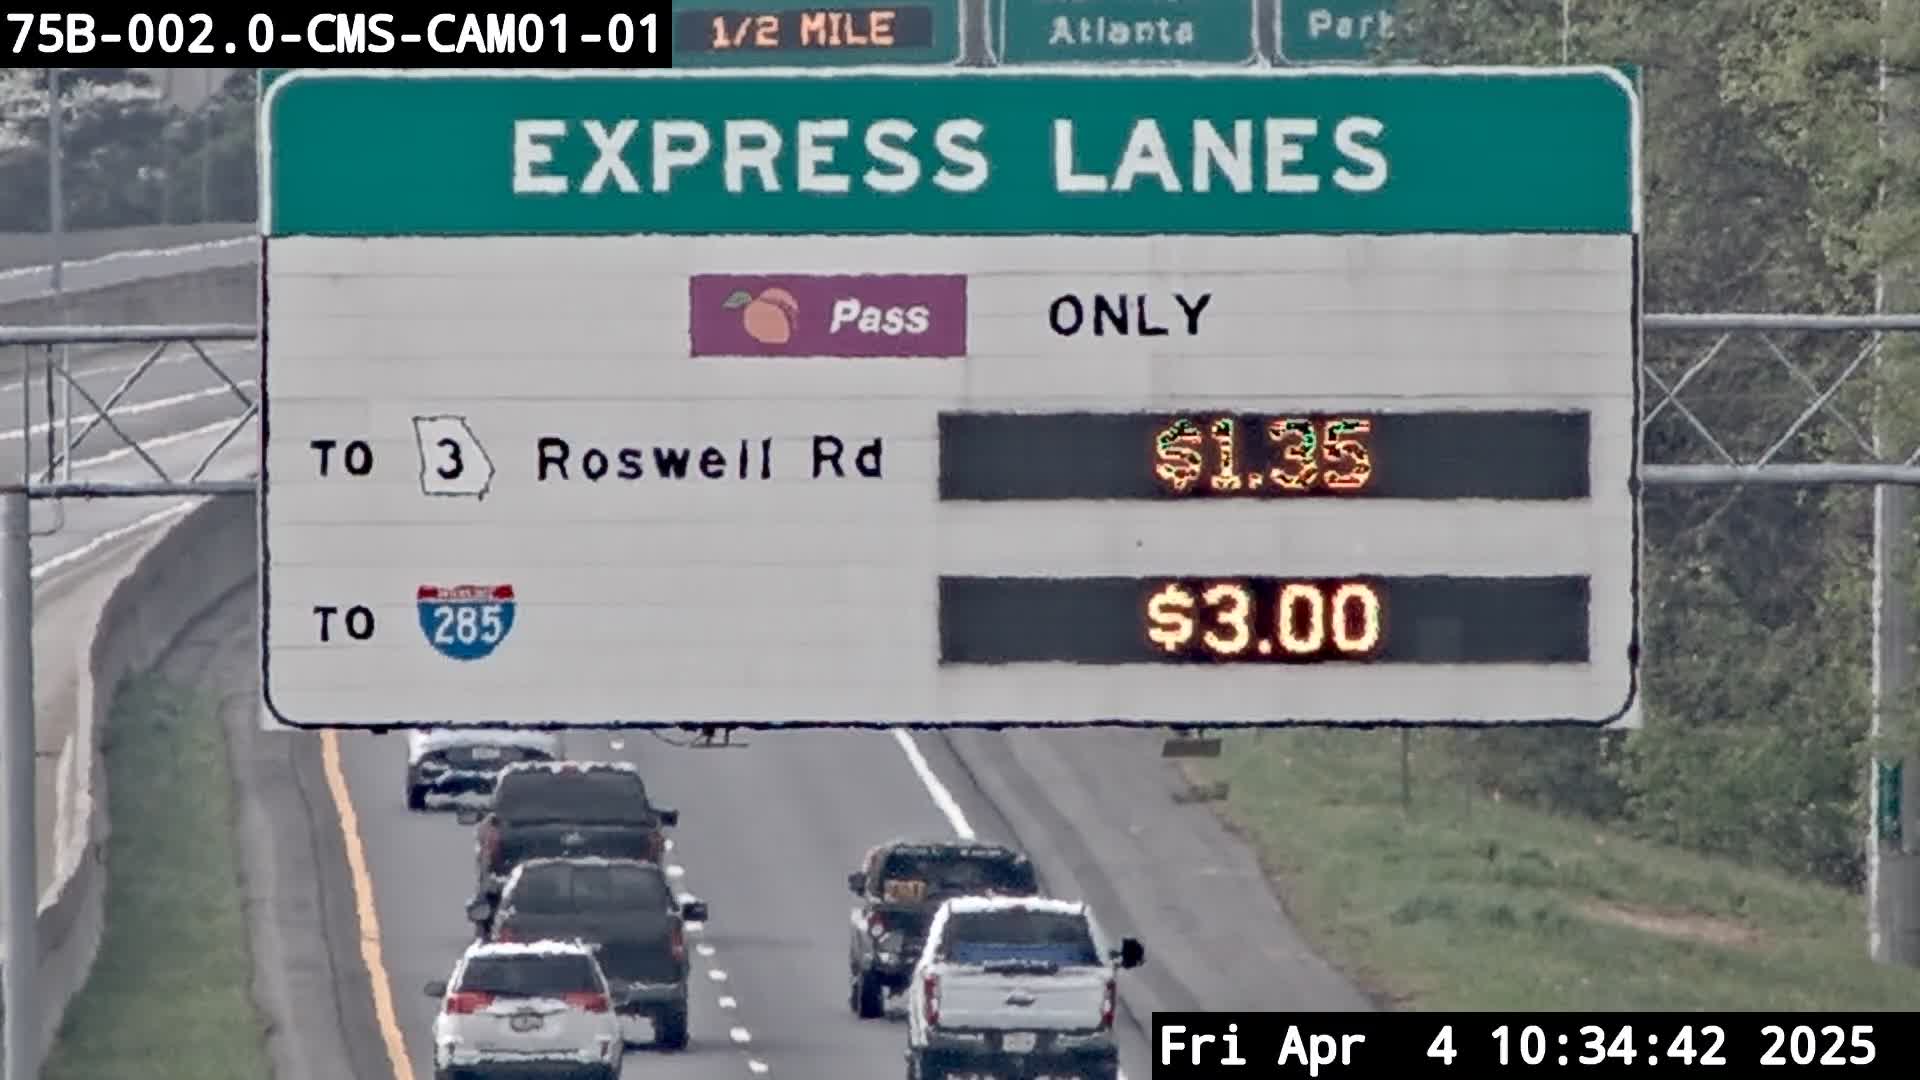 75B-002.0-CMS-CAM01-01
1/2 MILE
Atlanta
EXPRESS LANES
Pass ONLY
TO 3 Roswell Rd $1.35
TO 285 $3.00
Fri Apr 4 10:34:42 2025